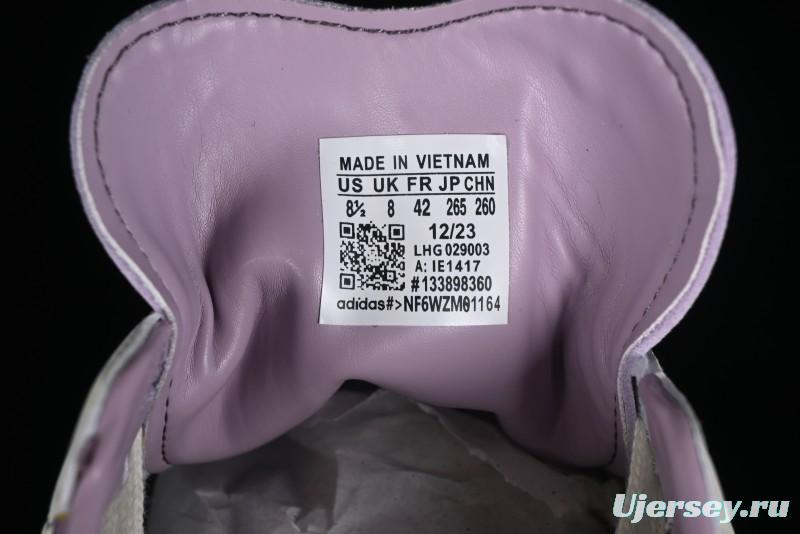 MADE IN VIETNAM
US UK FR JP CHN
8½ 8 42 265 260
12/23
LHG 029003
A: IE1417
#133898360
adidas#>NF6WZM01164
Ujersey.ru